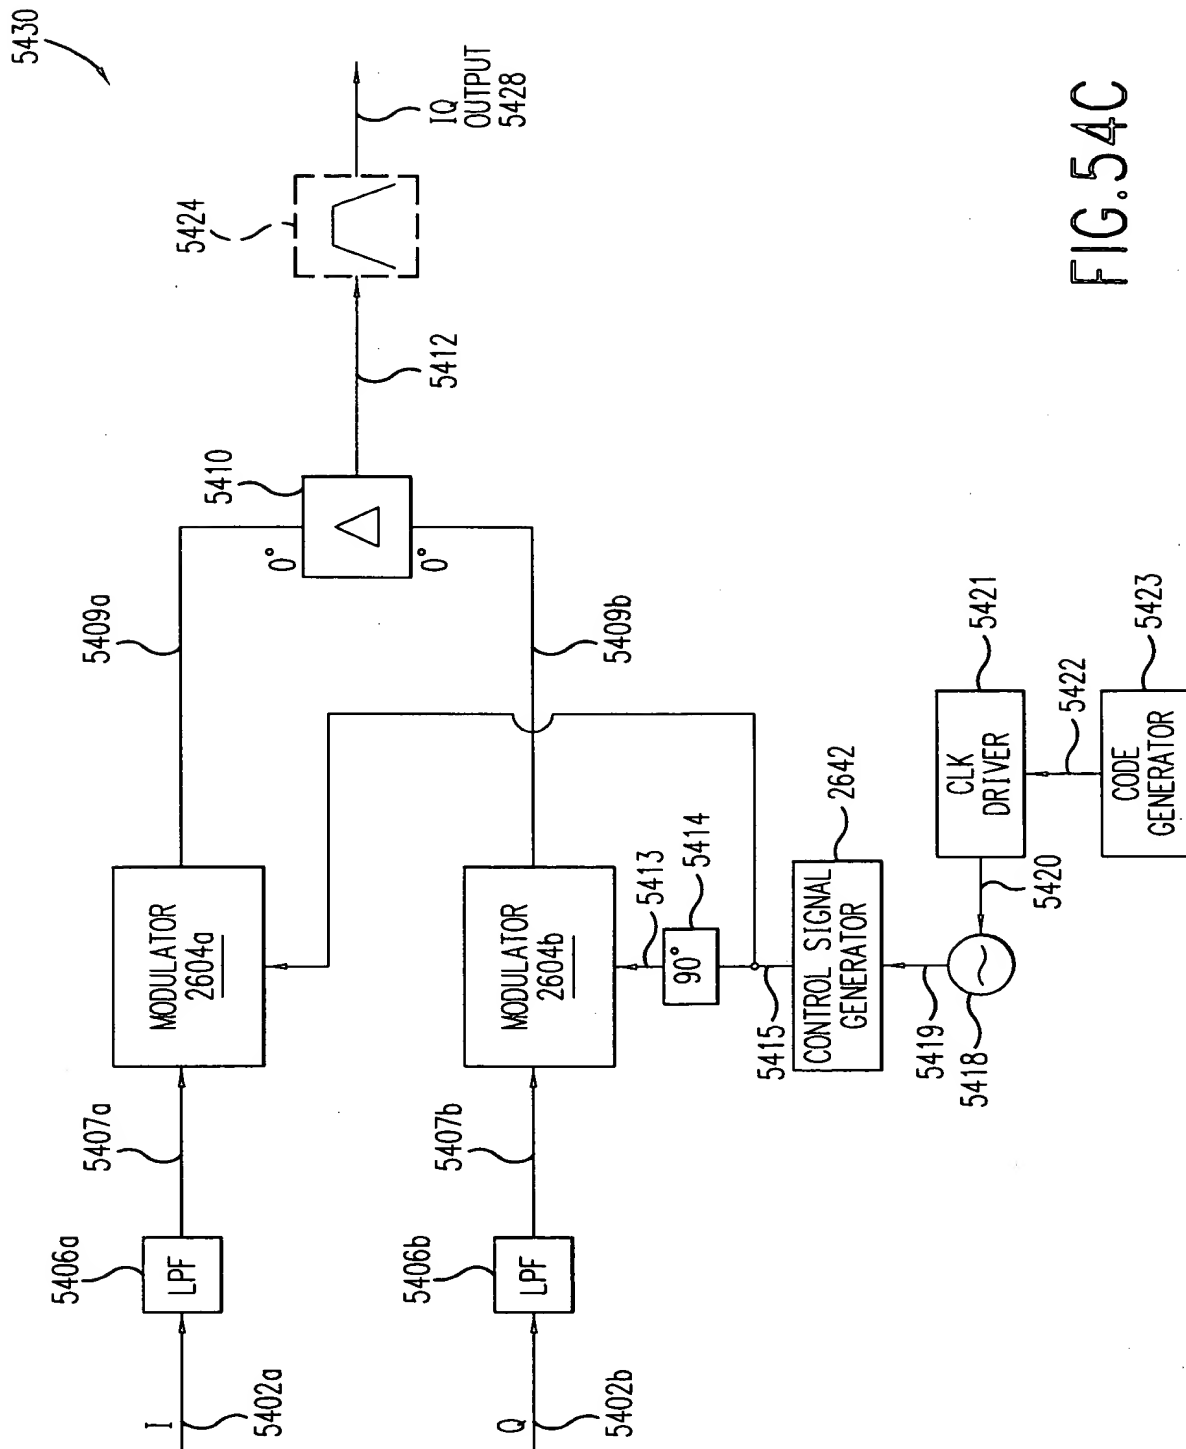 5430
I
5402a
5406a
LPF
5407a
MODULATOR
2604a
5409a
Q
5402b
5406b
LPF
5407b
MODULATOR
2604b
5409b
5410
0°
0°
5412
5424
IQ
OUTPUT
5428
5413
90°
5414
5415
CONTROL SIGNAL
GENERATOR
2642
5419
5418
5420
CLK
DRIVER
5421
5422
CODE
GENERATOR
5423
FIG.54C